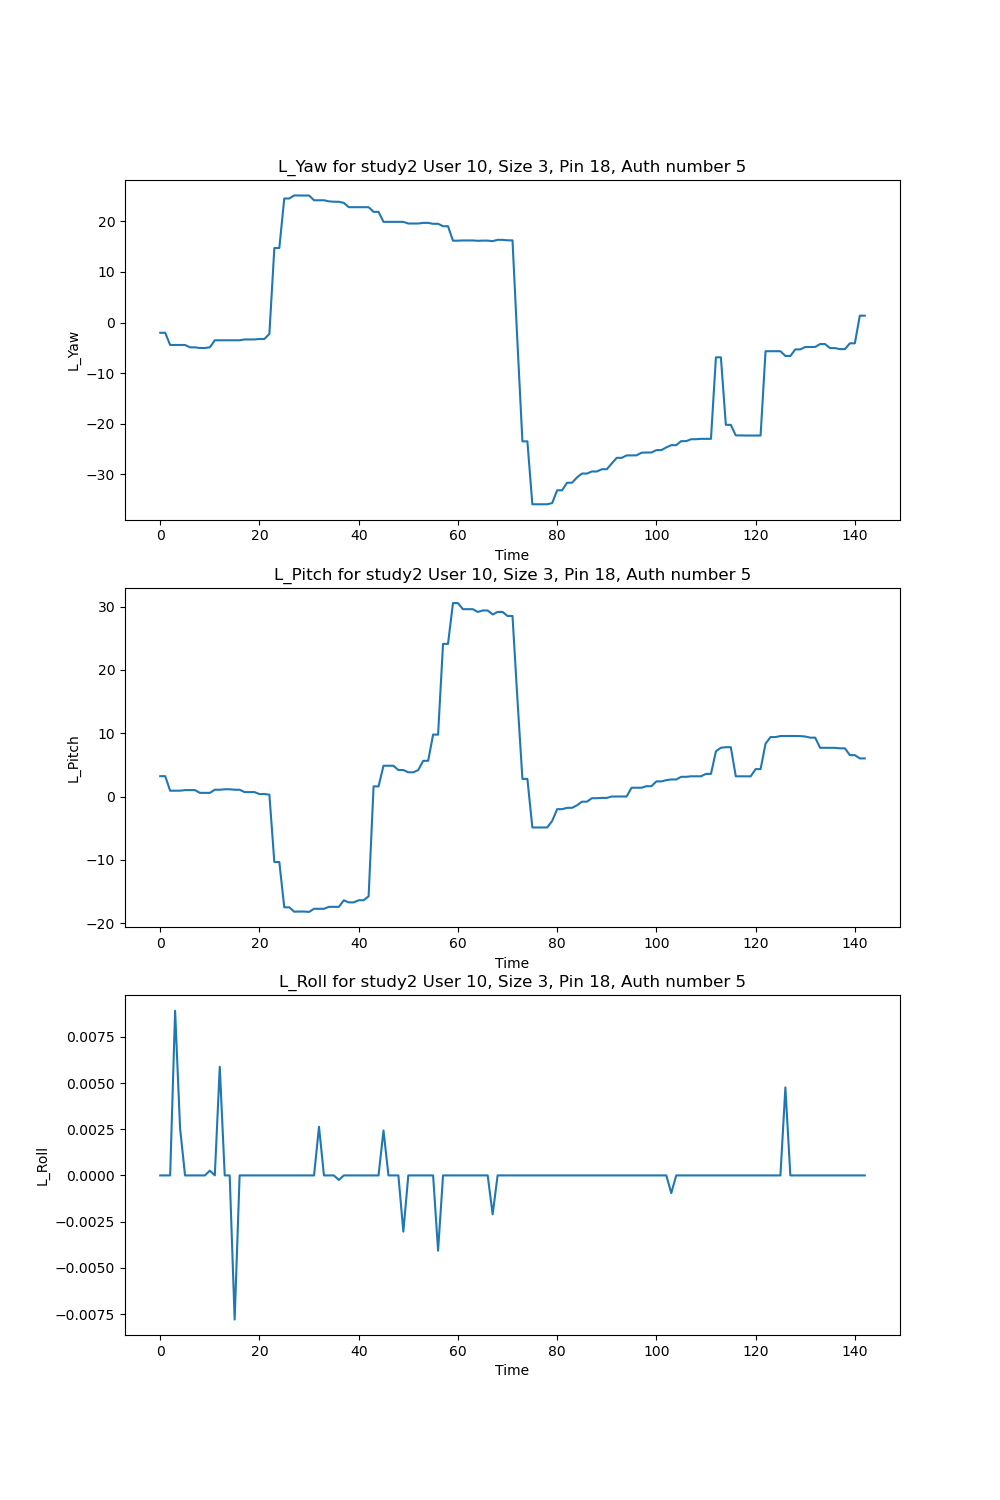 L_Yaw for study2 User 10, Size 3, Pin 18, Auth number 5
20
10
0
−10
−20
−30
L_Yaw
0 20 40 60 80 100 120 140
Time
L_Pitch for study2 User 10, Size 3, Pin 18, Auth number 5
30
20
10
0
−10
−20
L_Pitch
0 20 40 60 80 100 120 140
Time
L_Roll for study2 User 10, Size 3, Pin 18, Auth number 5
0.0075
0.0050
0.0025
0.0000
−0.0025
−0.0050
−0.0075
L_Roll
0 20 40 60 80 100 120 140
Time